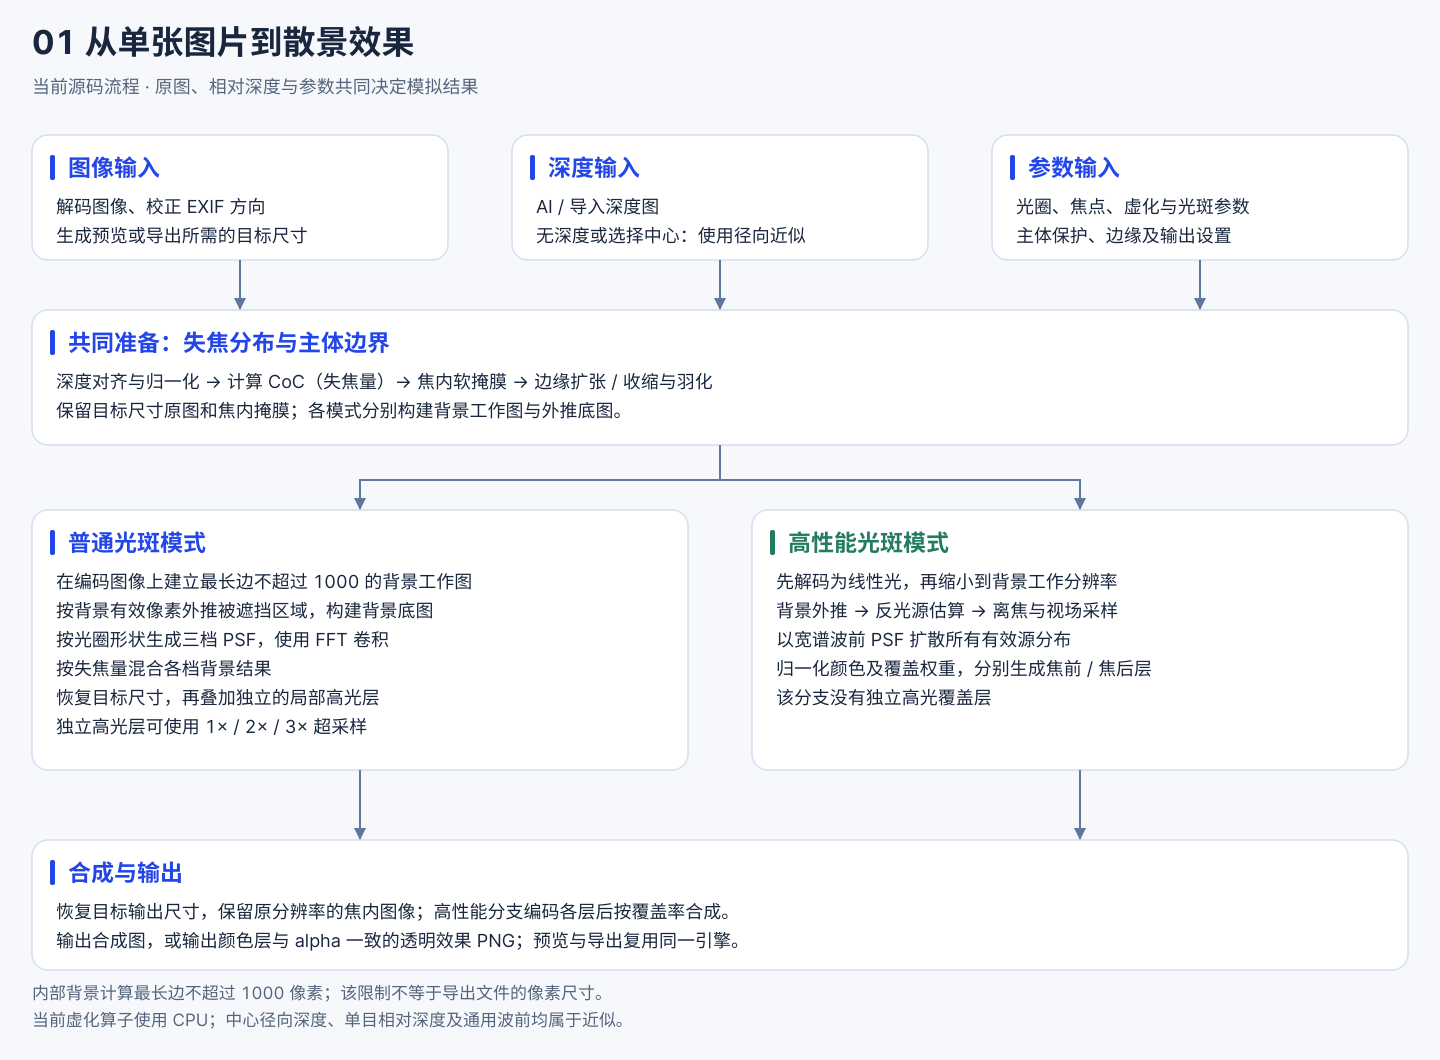 01 从单张图片到散景效果
当前源码流程 · 原图、相对深度与参数共同决定模拟结果
图像输入
解码图像、校正 EXIF 方向
生成预览或导出所需的目标尺寸
深度输入
AI / 导入深度图
无深度或选择中心：使用径向近似
参数输入
光圈、焦点、虚化与光斑参数
主体保护、边缘及输出设置
共同准备：失焦分布与主体边界
深度对齐与归一化 → 计算 CoC（失焦量）→ 焦内软掩膜 → 边缘扩张 / 收缩与羽化
保留目标尺寸原图和焦内掩膜；各模式分别构建背景工作图与外推底图。
普通光斑模式
在编码图像上建立最长边不超过 1000 的背景工作图
按背景有效像素外推被遮挡区域，构建背景底图
按光圈形状生成三档 PSF，使用 FFT 卷积
按失焦量混合各档背景结果
恢复目标尺寸，再叠加独立的局部高光层
独立高光层可使用 1× / 2× / 3× 超采样
高性能光斑模式
先解码为线性光，再缩小到背景工作分辨率
背景外推 → 反光源估算 → 离焦与视场采样
以宽谱波前 PSF 扩散所有有效源分布
归一化颜色及覆盖权重，分别生成焦前 / 焦后层
该分支没有独立高光覆盖层
合成与输出
恢复目标输出尺寸，保留原分辨率的焦内图像；高性能分支编码各层后按覆盖率合成。
输出合成图，或输出颜色层与 alpha 一致的透明效果 PNG；预览与导出复用同一引擎。
内部背景计算最长边不超过 1000 像素；该限制不等于导出文件的像素尺寸。
当前虚化算子使用 CPU；中心径向深度、单目相对深度及通用波前均属于近似。